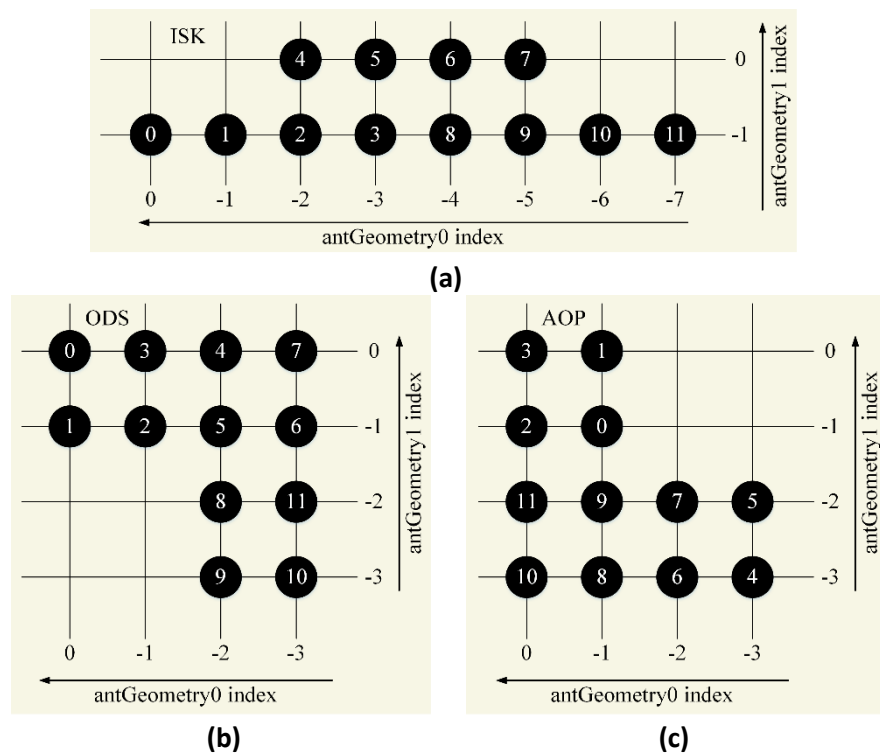 ISK
4 5 6 7 0
0 1 2 3 8 9 10 11 -1
0 -1 -2 -3 -4 -5 -6 -7
antGeometry0 index
antGeometry1 index
(a)
ODS
0 3 4 7 0
1 2 5 6 -1
8 11 -2
9 10 -3
0 -1 -2 -3
antGeometry0 index
antGeometry1 index
(b)
AOP
3 1 0
2 0 -1
11 9 7 5 -2
10 8 6 4 -3
0 -1 -2 -3
antGeometry0 index
antGeometry1 index
(c)